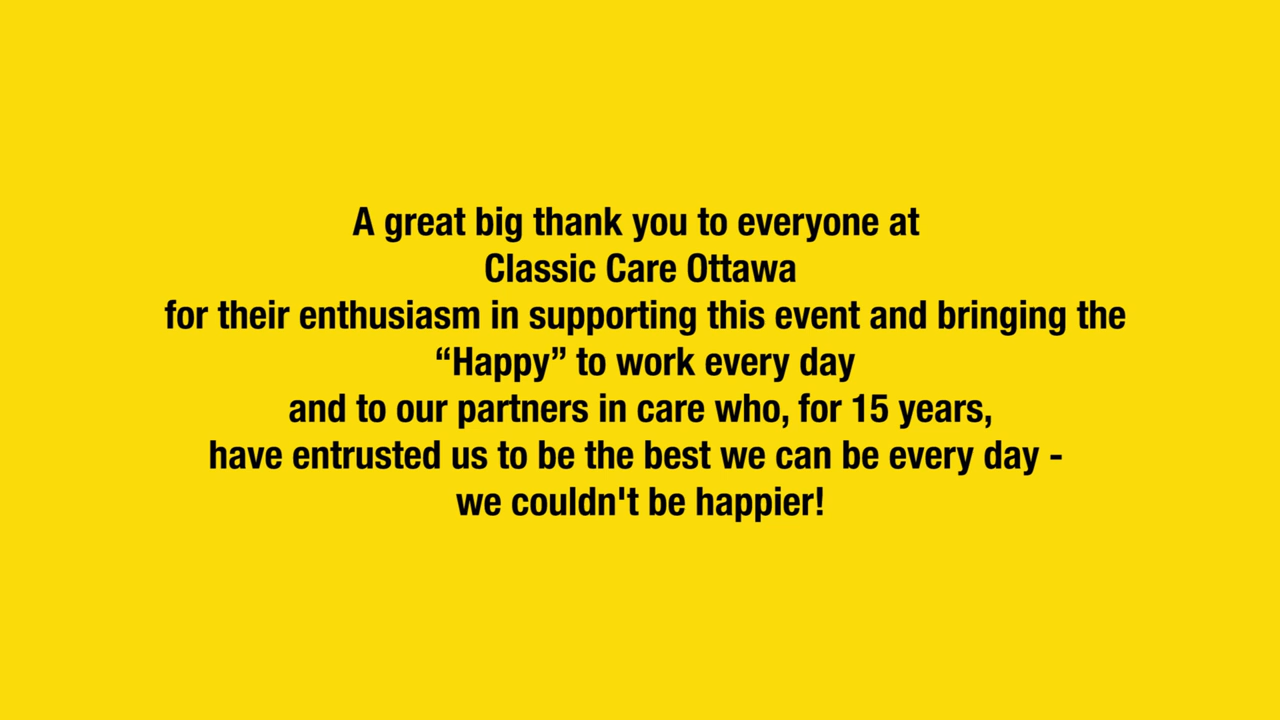 A great big thank you to everyone at
Classic Care Ottawa
for their enthusiasm in supporting this event and bringing the
“Happy” to work every day
and to our partners in care who, for 15 years,
have entrusted us to be the best we can be every day -
we couldn't be happier!